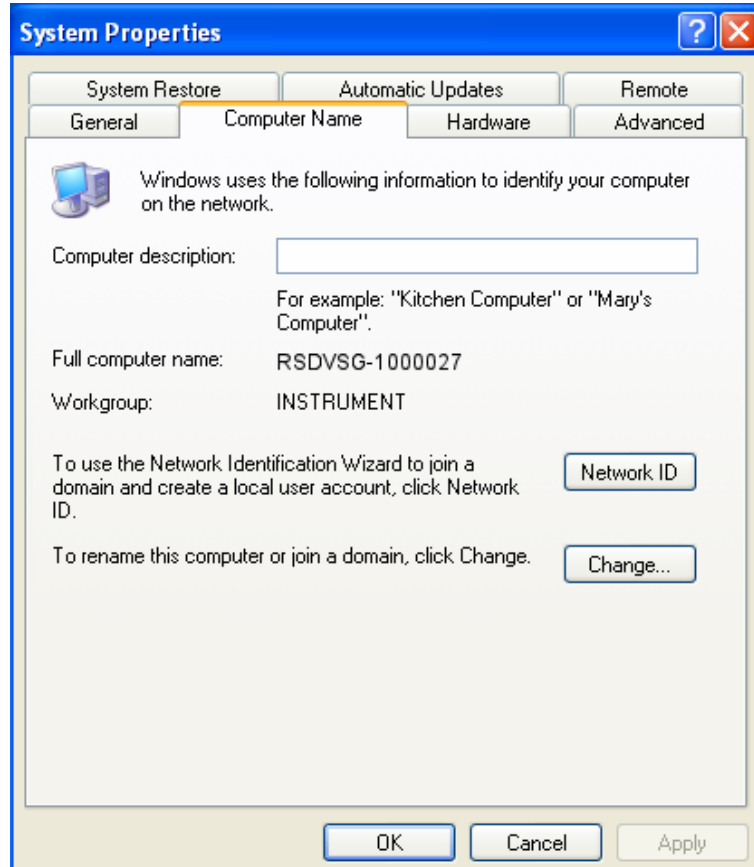 System Properties
System Restore Automatic Updates Remote
General Computer Name Hardware Advanced
Windows uses the following information to identify your computer
on the network.
Computer description:
For example: "Kitchen Computer" or "Mary's
Computer".
Full computer name: RSDVSG-1000027
Workgroup: INSTRUMENT
To use the Network Identification Wizard to join a
domain and create a local user account, click Network
ID.
Network ID
To rename this computer or join a domain, click Change.
Change...
OK Cancel Apply